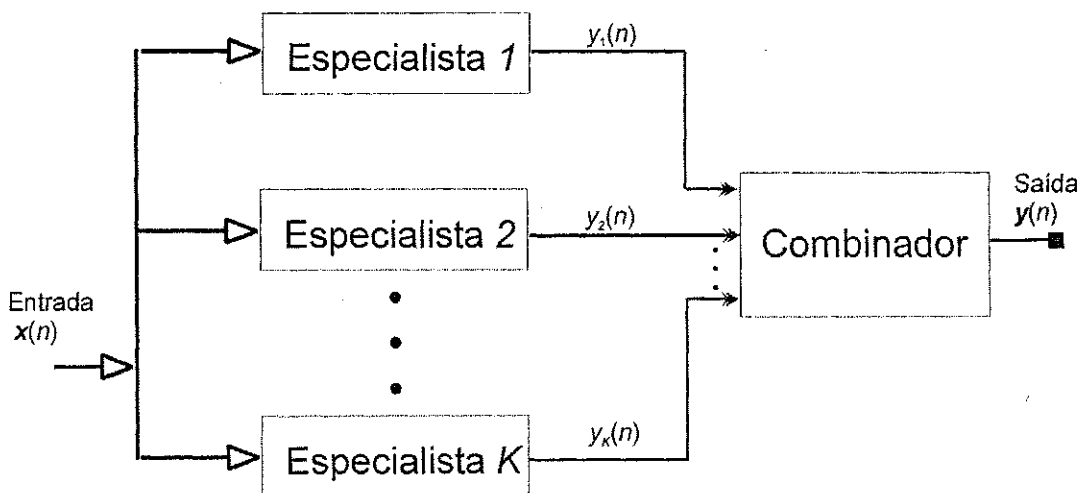 Especialista 1
y₁(n)
Especialista 2
y₂(n)
Combinador
Saída
y(n)
Entrada
x(n)
Especialista K
yₖ(n)